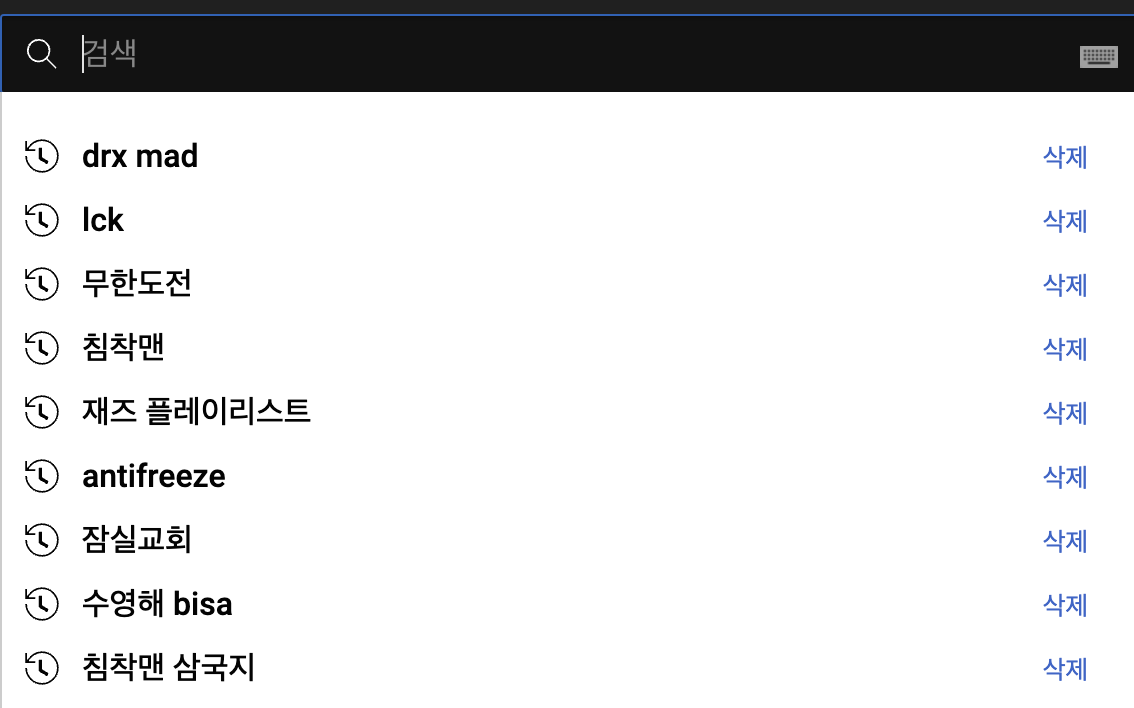 검색
drx mad 삭제
lck 삭제
무한도전 삭제
침착맨 삭제
재즈 플레이리스트 삭제
antifreeze 삭제
잠실교회 삭제
수영해 bisa 삭제
침착맨 삼국지 삭제